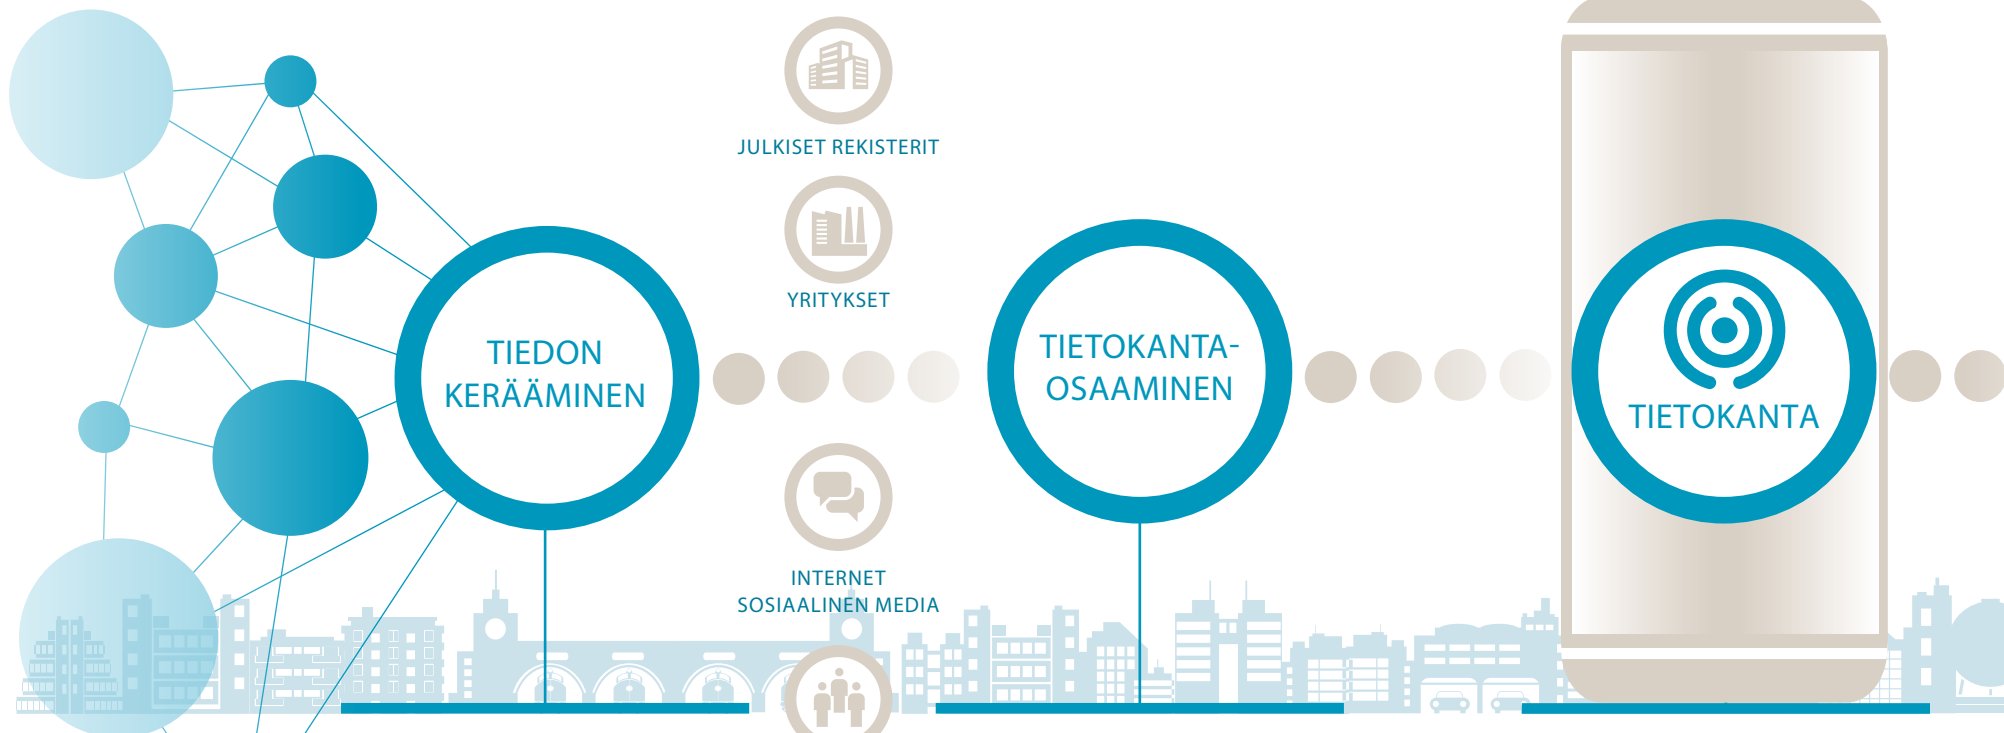 JULKISET REKISTERIT
YRITYKSET
TIEDON
KERÄÄMINEN
INTERNET
SOSIAALINEN MEDIA
TIETOKANTA-
OSAAMINEN
TIETOKANTA